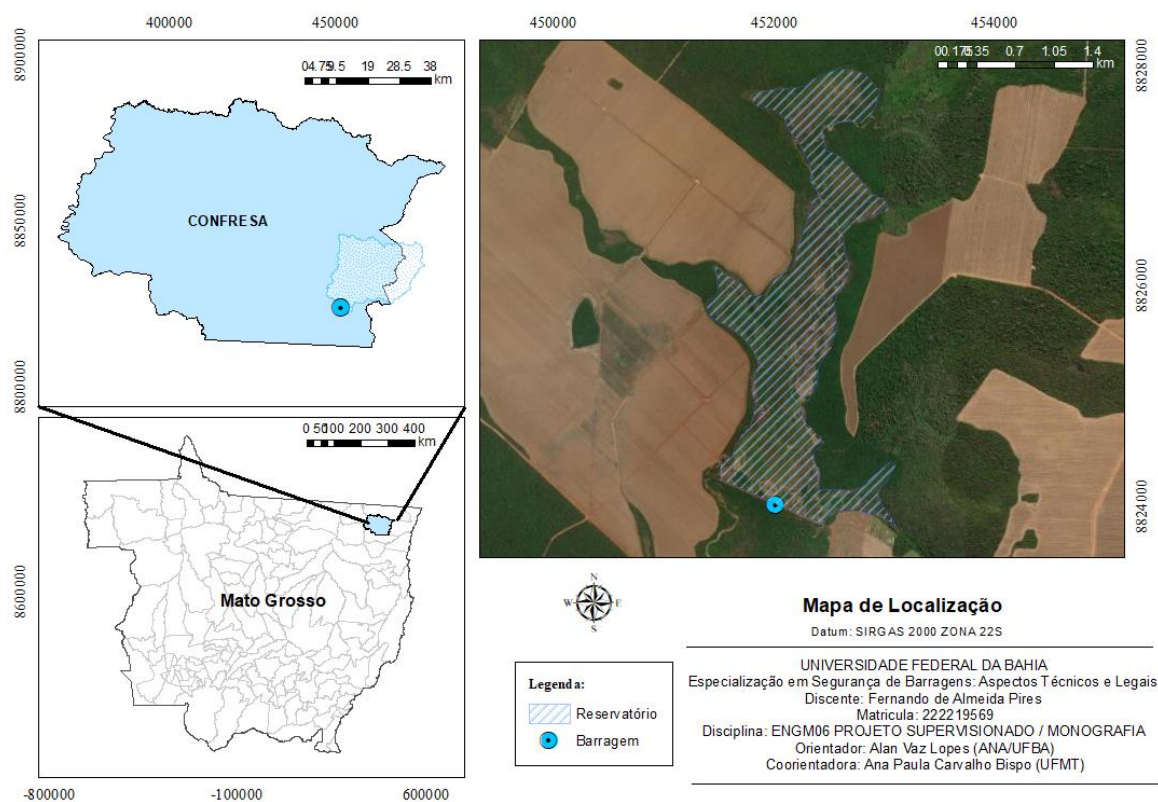 400000
450000
450000
452000
454000
8900000
8850000
8800000
04.759.5 19 28.5 38
km
CONFRESA
00.1750.35 0.7 1.05 1.4
km
8828000
8826000
8824000
0 50100 200 300 400
km
8600000
Mato Grosso
-800000
-100000
600000
N
W
E
S
Mapa de Localização
Datum: SIRGAS 2000 ZONA 22S
Legenda:
Reservatório
Barragem
UNIVERSIDADE FEDERAL DA BAHIA
Especialização em Segurança de Barragens: Aspectos Técnicos e Legais
Discente: Fernando de Almeida Pires
Matricula: 222219569
Disciplina: ENGM06 PROJETO SUPERVISIONADO / MONOGRAFIA
Orientador: Alan Vaz Lopes (ANA/UFBA)
Coorientadora: Ana Paula Carvalho Bispo (UFMT)